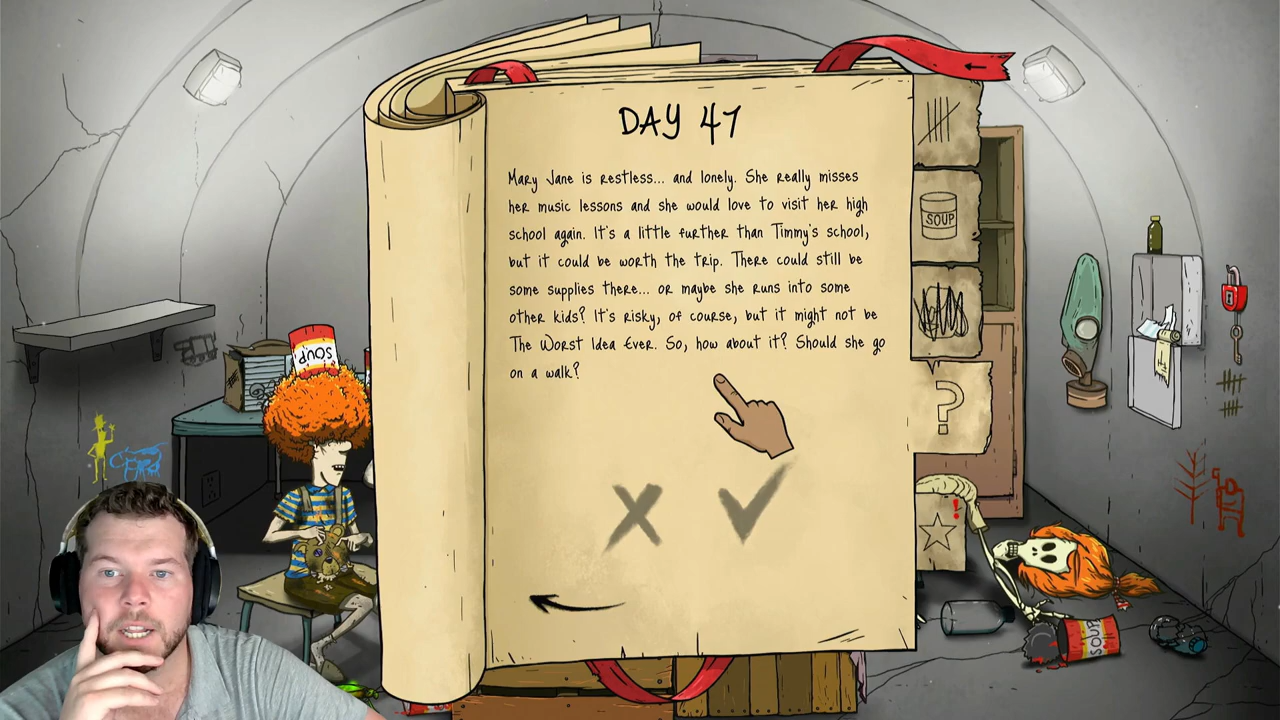 DAY 47
Mary Jane is restless... and lonely. She really misses
her music lessons and she would love to visit her high
school again. It's a little further than Timmy's school,
but it could be worth the trip. There could still be
some supplies there... or maybe she runs into some
other kids? It's risky, of course, but it might not be
The Worst Idea Ever. So, how about it? Should she go
on a walk?
SOUP
?
!
SOUP
SOUP